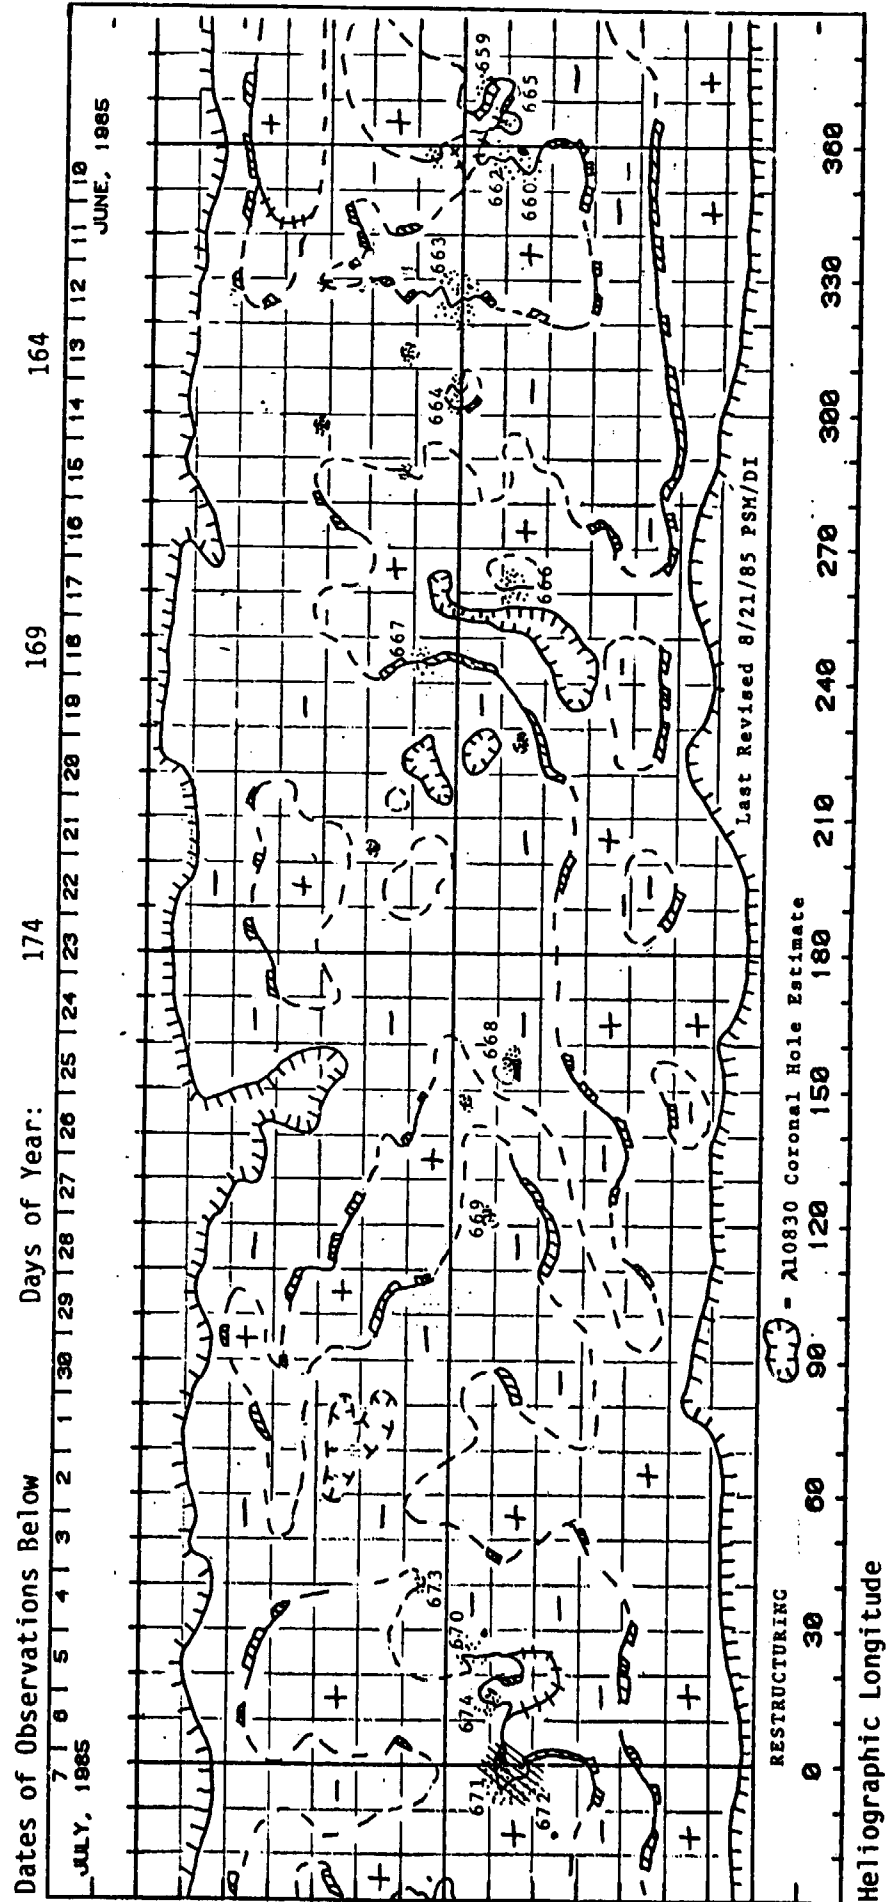 Dates of Observations Below
Days of Year:
174
169
164
7 | 6 | 5 | 4 | 3 | 2 | 1 | 30 | 29 | 28 | 27 | 26 | 25 | 24 | 23 | 22 | 21 | 20 | 19 | 18 | 17 | 16 | 15 | 14 | 13 | 12 | 11 | 10
JULY, 1985
JUNE, 1985
673
667
664
663
671
674
670
669
668
662
659
672
666
660
665
RESTRUCTURING
= λ10830 Coronal Hole Estimate
Last Revised 8/21/85 PSM/DI
0 30 60 90 120 150 180 210 240 270 300 330 360
Heliographic Longitude